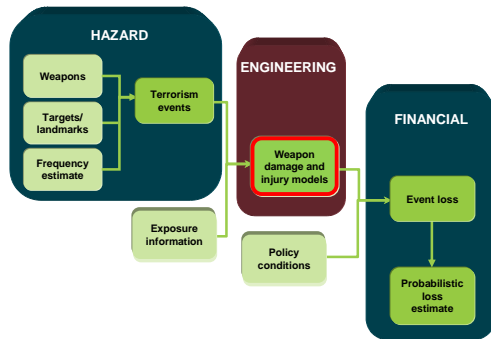 HAZARD
Weapons
Targets/
landmarks
Frequency
estimate
Terrorism
events
Exposure
information
ENGINEERING
Weapon
damage and
injury models
Policy
conditions
FINANCIAL
Event loss
Probabilistic
loss
estimate